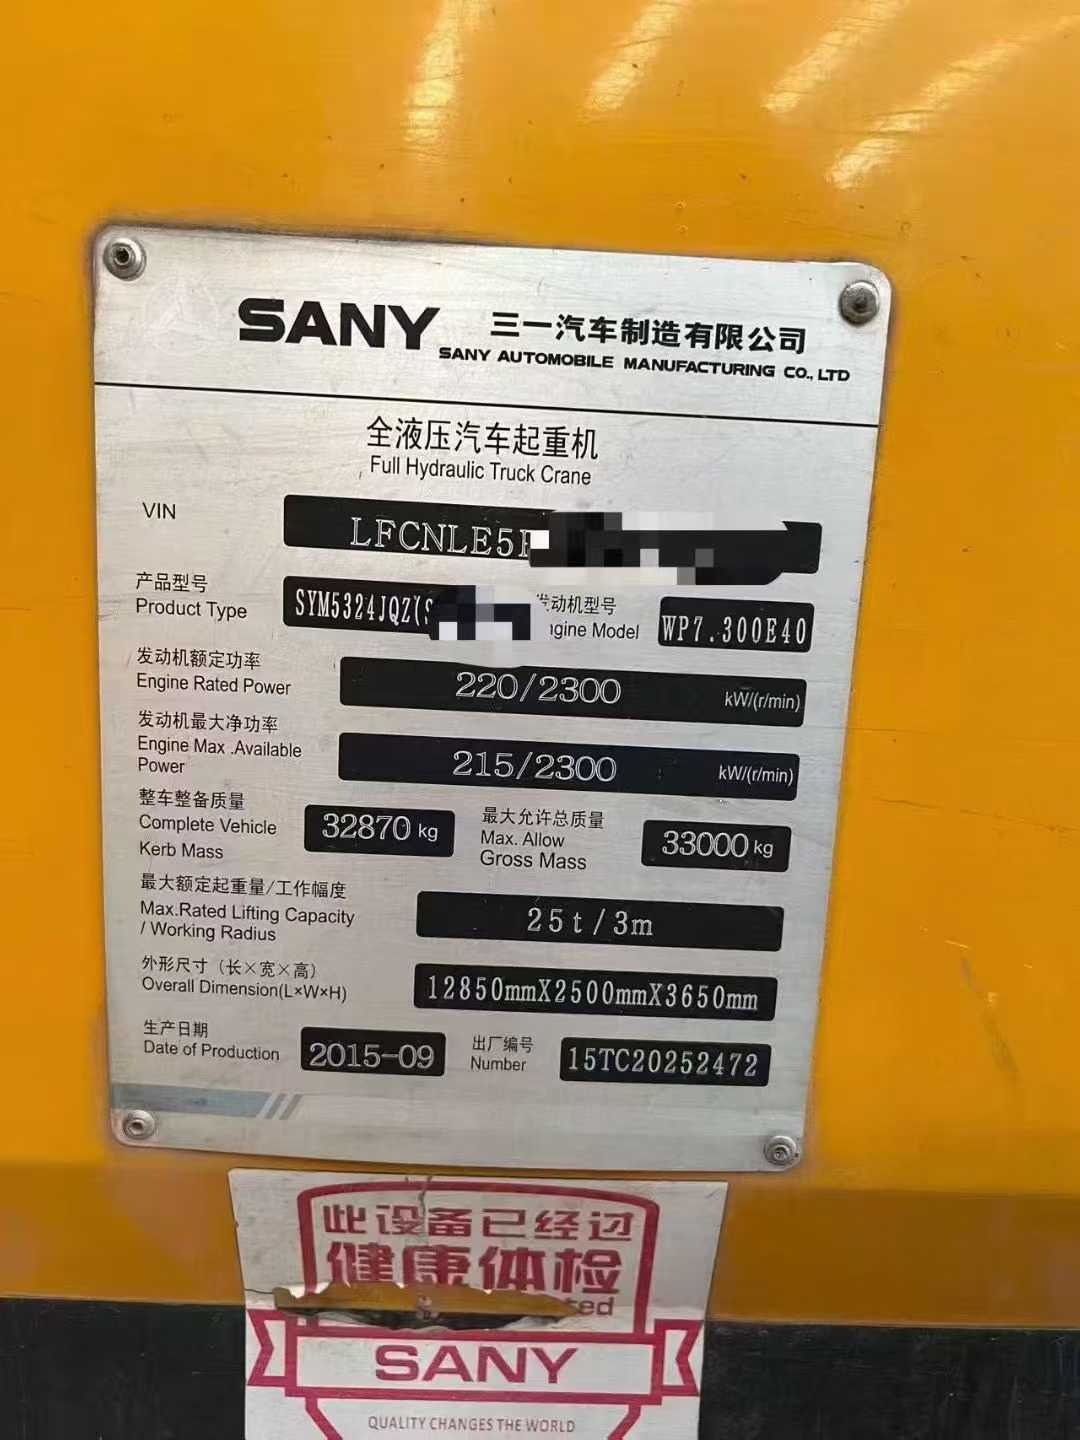 SANY 三一汽车制造有限公司
SANY AUTOMOBILE MANUFACTURING CO., LTD
全液压汽车起重机
Full Hydraulic Truck Crane
VIN LFCNLE5
产品型号 SYM5324JQZ( 发动机型号 WP7.300E40
Product Type Engine Model
发动机额定功率 220/2300 kW/(r/min)
Engine Rated Power
发动机最大净功率 215/2300 kW/(r/min)
Engine Max .Available
Power
整车整备质量 32870 kg 最大允许总质量 33000 kg
Complete Vehicle Max. Allow
Kerb Mass Gross Mass
最大额定起重量/工作幅度 25t/3m
Max.Rated Lifting Capacity
/ Working Radius
外形尺寸（长×宽×高） 12850mmX2500mmX3650mm
Overall Dimension(L×W×H)
生产日期 2015-09 出厂编号 15TC20252472
Date of Production Number
此设备已经过
健康体检
SANY
QUALITY CHANGES THE WORLD